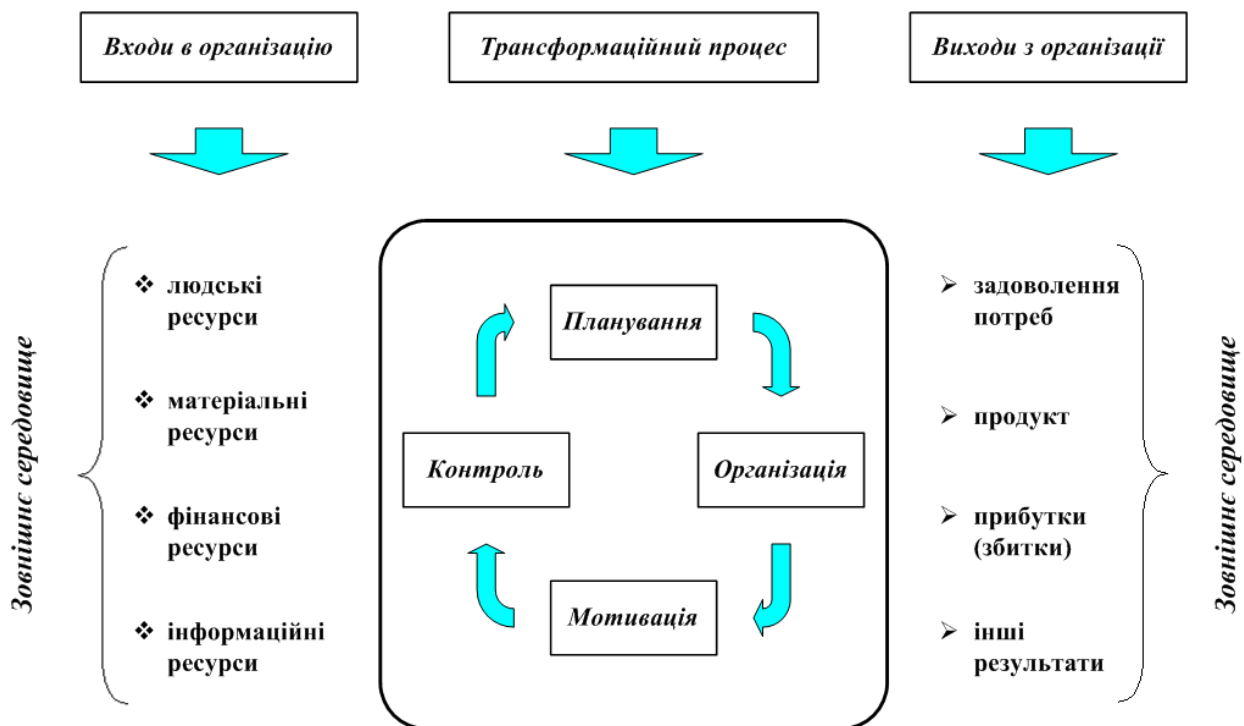 Входи в організацію
Трансформаційний процес
Виходи з організації
Зовнішнє середовище
людські
ресурси
матеріальні
ресурси
фінансові
ресурси
інформаційні
ресурси
Планування
Контроль
Організація
Мотивація
задоволення
потреб
продукт
прибутки
(збитки)
інші
результати
Зовнішнє середовище